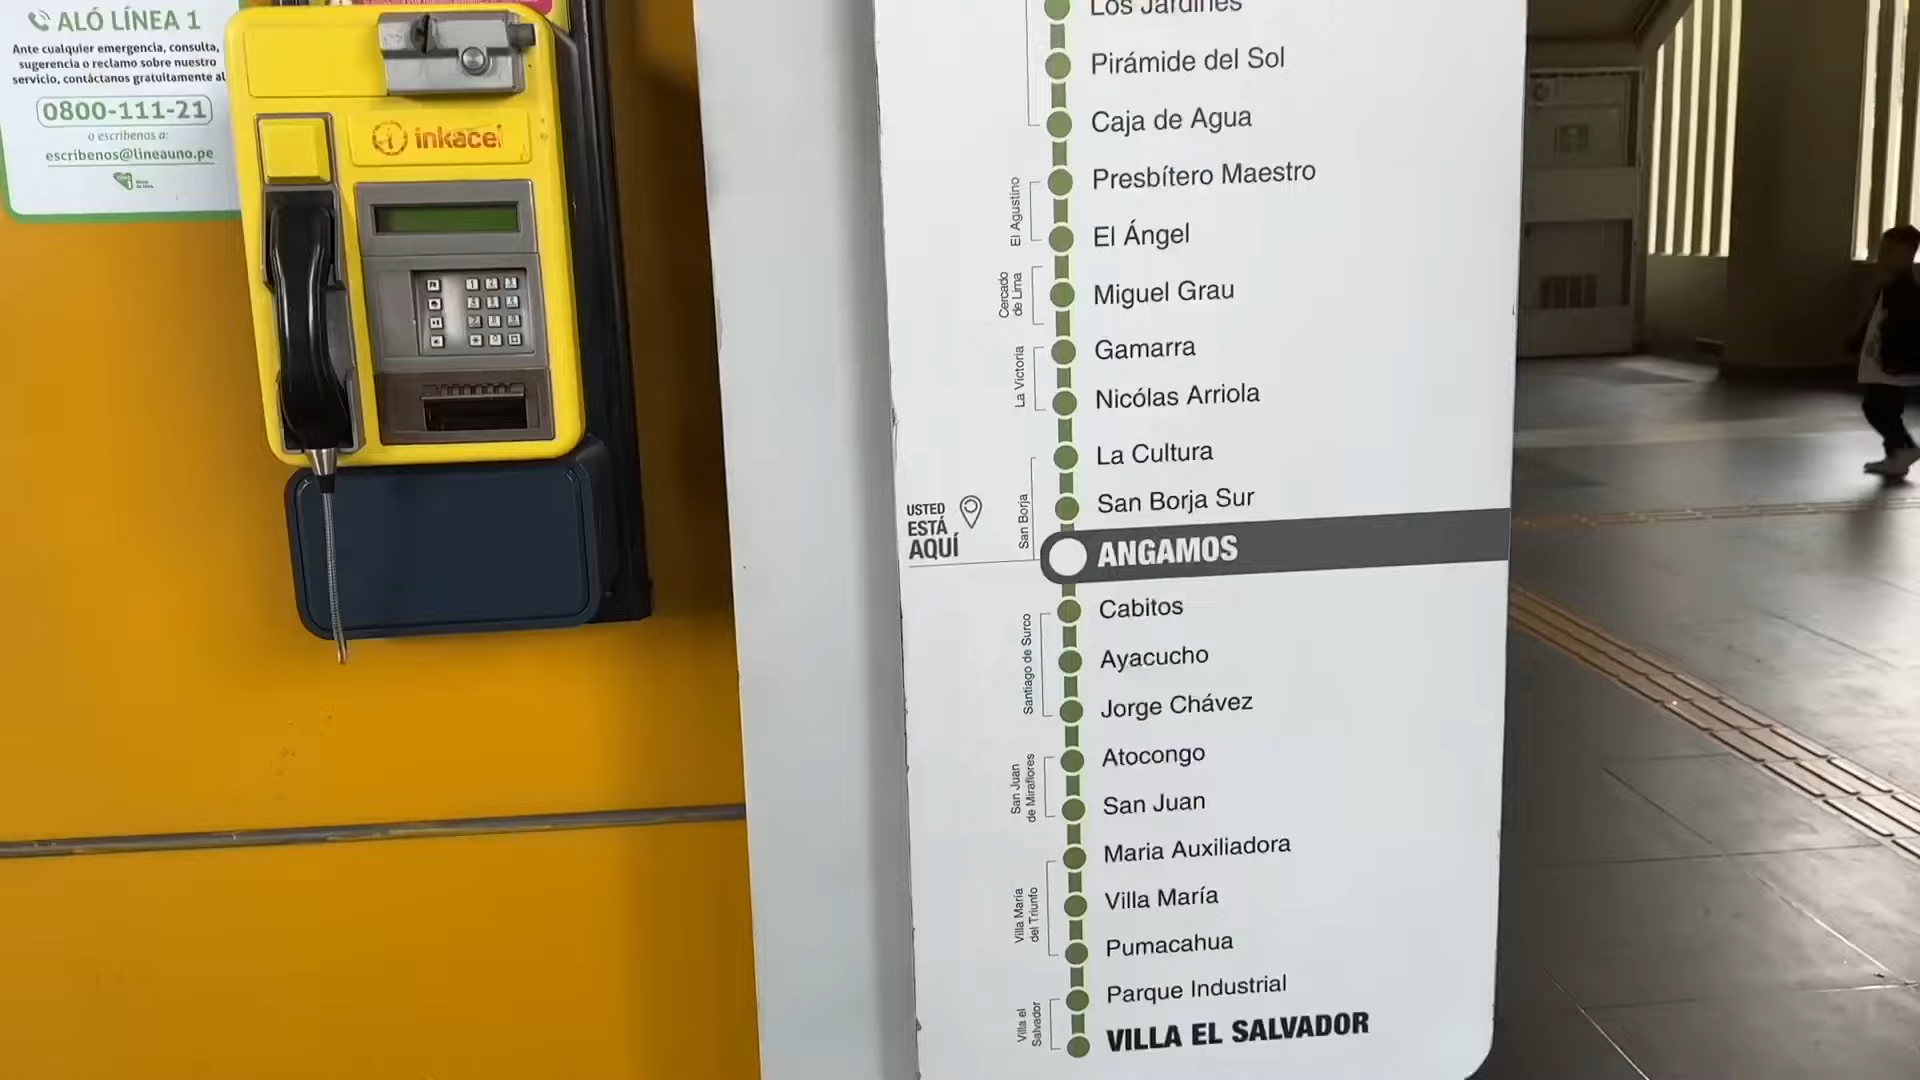 ALÓ LÍNEA 1
Ante cualquier emergencia, consulta,
sugerencia o reclamo sobre nuestro
servicio, contáctanos gratuitamente al
0800-111-21
o escribenos a:
escribenos@lineauno.pe
inkacel
Los Jardines
Pirámide del Sol
Caja de Agua
El Agustino
Presbítero Maestro
El Ángel
Cercado
de Lima
Miguel Grau
La Victoria
Gamarra
Nicólas Arriola
San Borja
La Cultura
San Borja Sur
USTED
ESTÁ
AQUÍ
ANGAMOS
Santiago de Surco
Cabitos
Ayacucho
Jorge Chávez
San Juan
de Miraflores
Atocongo
San Juan
Villa María
del Triunfo
Maria Auxiliadora
Villa María
Pumacahua
Villa el
Salvador
Parque Industrial
VILLA EL SALVADOR